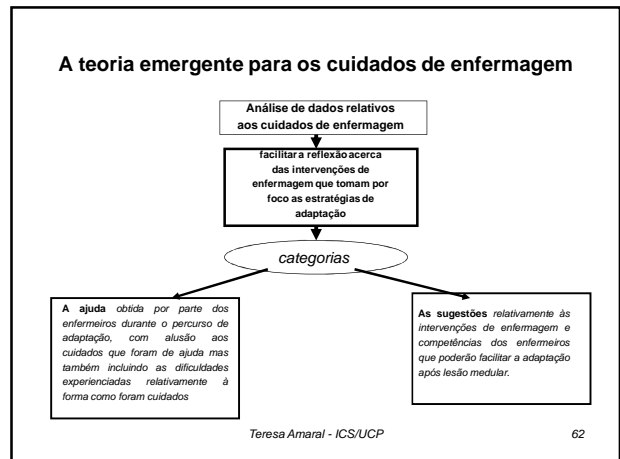 A teoria emergente para os cuidados de enfermagem
Análise de dados relativos
aos cuidados de enfermagem
facilitar a reflexão acerca
das intervenções de
enfermagem que tomam por
foco as estratégias de
adaptação
categorias
A ajuda obtida por parte dos
enfermeiros durante o percurso de
adaptação, com alusão aos
cuidados que foram de ajuda mas
também incluindo as dificuldades
experienciadas relativamente à
forma como foram cuidados
As sugestões relativamente às
intervenções de enfermagem e
competências dos enfermeiros
que poderão facilitar a adaptação
após lesão medular.
Teresa Amaral - ICS/UCP
62